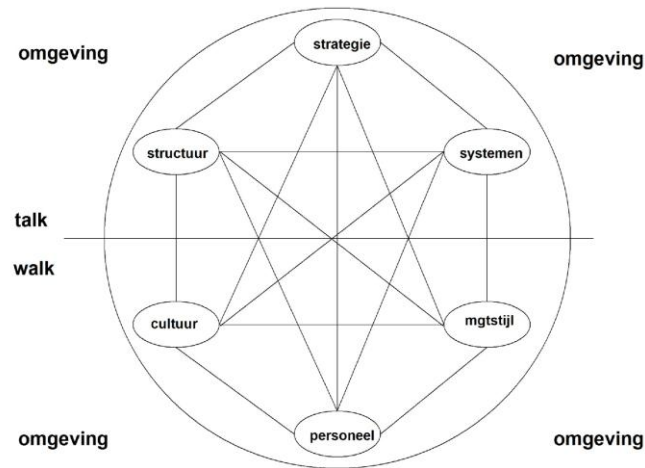 strategie
omgeving
omgeving
structuur
systemen
talk
walk
cultuur
mgtstijl
personeel
omgeving
omgeving